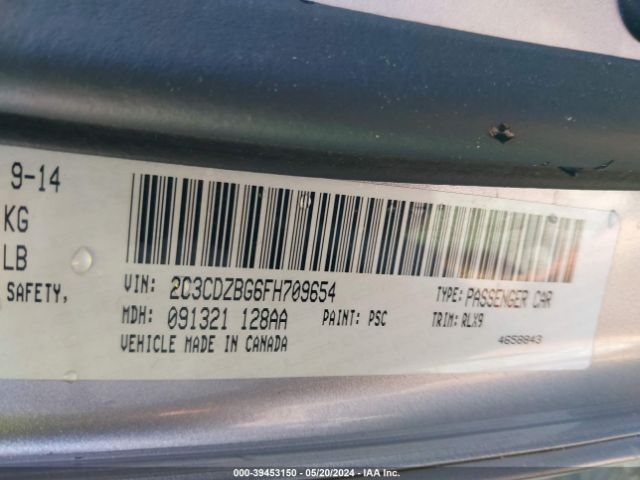 9-14
KG
LB
SAFETY,
VIN: 2C3CDZBG6FH709654
TYPE: PASSENGER CAR
MDH: 091321 128AA
PAINT: PSC
TRIM: RLX9
VEHICLE MADE IN CANADA
4658843
000-39453150 - 05/20/2024 - IAA Inc.